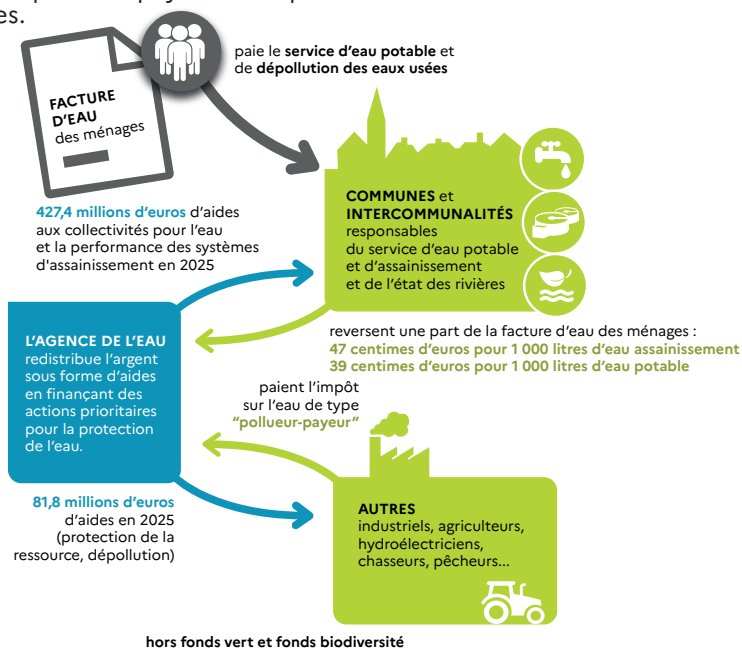 es.
paie le service d'eau potable et
de dépollution des eaux usées
FACTURE
D'EAU
des ménages
427,4 millions d'euros d'aides
aux collectivités pour l'eau
et la performance des systèmes
d'assainissement en 2025
COMMUNES et
INTERCOMMUNALITÉS
responsables
du service d'eau potable
et d'assainissement
et de l'état des rivières
reversent une part de la facture d'eau des ménages :
47 centimes d'euros pour 1 000 litres d'eau assainissement
39 centimes d'euros pour 1 000 litres d'eau potable
L'AGENCE DE L'EAU
redistribue l'argent
sous forme d'aides
en finançant des
actions prioritaires
pour la protection
de l'eau.
paient l'impôt
sur l'eau de type
"pollueur-payeur"
81,8 millions d'euros
d'aides en 2025
(protection de la
ressource, dépollution)
AUTRES
industriels, agriculteurs,
hydroélectriciens,
chasseurs, pêcheurs...
hors fonds vert et fonds biodiversité